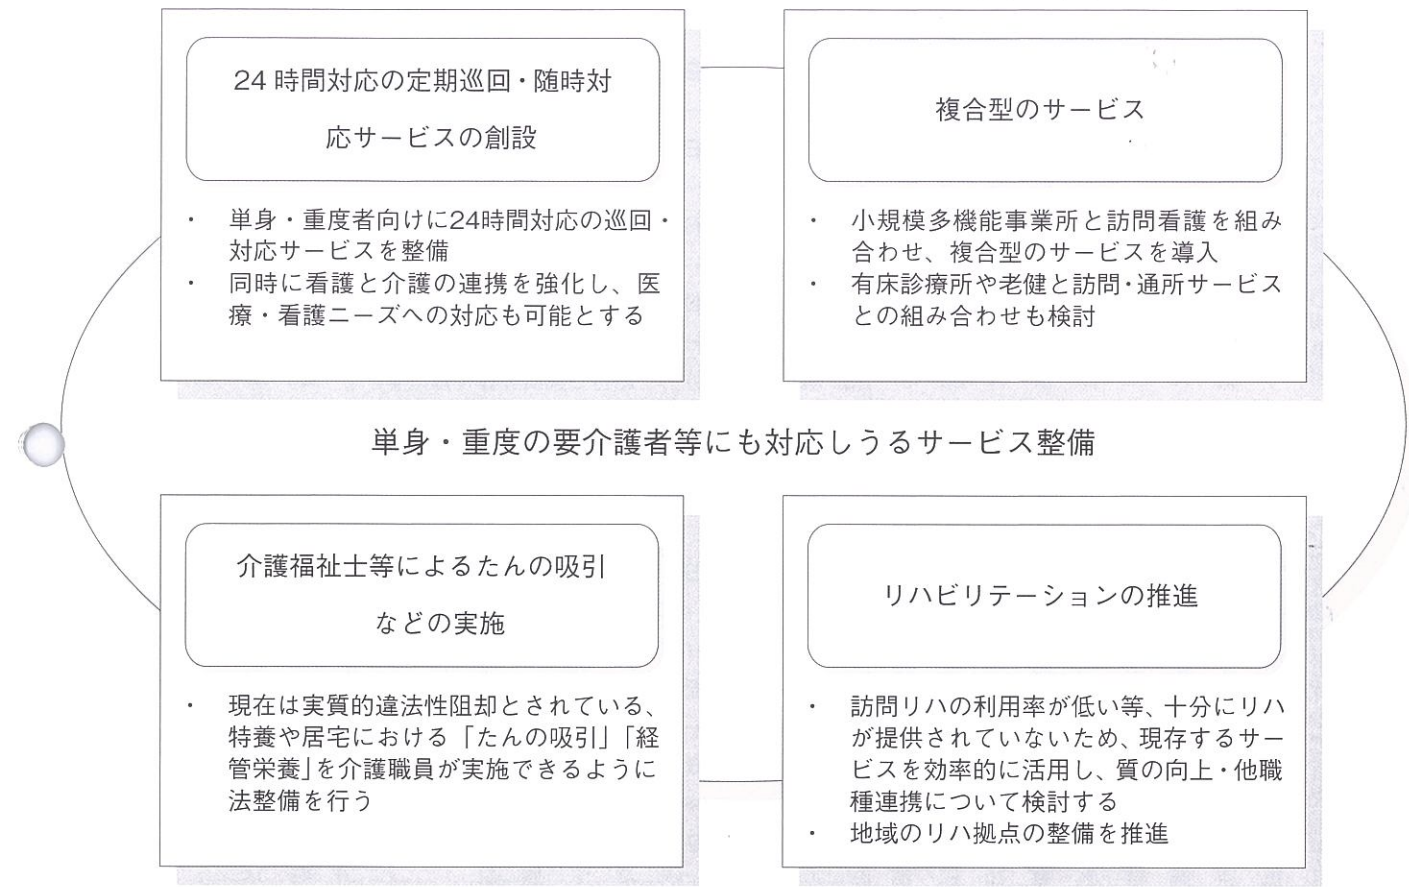 24 時間対応の定期巡回・随時対
応サービスの創設
・ 単身・重度者向けに24時間対応の巡回・
対応サービスを整備
・ 同時に看護と介護の連携を強化し、医
療・看護ニーズへの対応も可能とする
複合型のサービス
・ 小規模多機能事業所と訪問看護を組み
合わせ、複合型のサービスを導入
・ 有床診療所や老健と訪問・通所サービス
との組み合わせも検討
単身・重度の要介護者等にも対応しうるサービス整備
介護福祉士等によるたんの吸引
などの実施
・ 現在は実質的違法性阻却とされている、
特養や居宅における「たんの吸引」「経
管栄養」を介護職員が実施できるように
法整備を行う
リハビリテーションの推進
・ 訪問リハの利用率が低い等、十分にリハ
が提供されていないため、現存するサー
ビスを効率的に活用し、質の向上・他職
種連携について検討する
・ 地域のリハ拠点の整備を推進